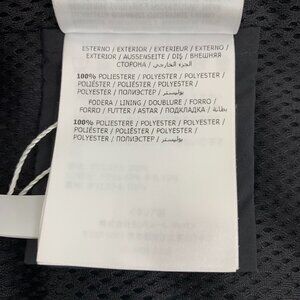 ESTERNO / EXTERIOR / EXTERIEUR / EXTERNO /
EXTERIOR / AUSSENSEITE / DIŞ / ВНЕШНЯЯ
СТОРОНА / الجزء الخارجي
100% POLIESTERE / POLYESTER / POLYESTER /
POLIÉSTER / POLIÉSTER / POLYESTER /
POLYESTER / ПОЛИЭСТЕР / بوليستر
FODERA / LINING / DOUBLURE / FORRO /
FORRO / FUTTER / ASTAR / ПОДКЛАДКА / بطانة
100% POLIESTERE / POLYESTER / POLYESTER /
POLIÉSTER / POLIÉSTER / POLYESTER /
POLYESTER / ПОЛИЭСТЕР / بوليستر